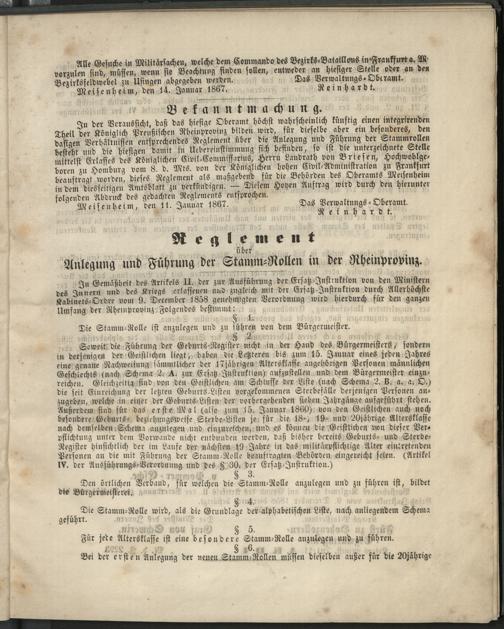 Alle Gesuche in Militärsachen, welche dem Commando des Bezirks-Bataillons in Frankfurt a. M.
vorzulegen sind, müssen, wenn sie Beachtung finden sollen, entweder an hiesiger Stelle oder an den
Bezirksfeldwebel zu Usingen abgegeben werden. Das Verwaltungs-Oberamt.
Meisenheim, den 14. Januar 1867. Reinhardt.
Bekanntmachung.
In der Voraussicht, daß das hiesige Oberamt höchst wahrscheinlich künftig einen integrirenden
Theil der Königlich Preußischen Rheinprovinz bilden wird, für dieselbe aber ein besonderes, den
dasigen Verhältnissen entsprechendes Reglement über die Anlegung und Führung der Stammrollen
besteht und die hiesigen damit in Uebereinstimmung sich befinden, so ist die unterzeichnete Stelle
mittelst Erlasses des Königlichen Civil-Commissarius, Herrn Landrath von Briesen, Hochwohlge-
boren zu Homburg vom 8. d. Mts. von der Königlichen hohen Civil-Administration zu Frankfurt
beauftragt worden, dieses Reglement als maßgebend für die Behörden des Oberamts Meisenheim
in dem diesseitigen Amtsblatt zu verkündigen. — Diesem Hohen Auftrag wird durch den hierunter
folgenden Abdruck des gedachten Reglements entsprochen.
Meisenheim, den 11. Januar 1867. Das Verwaltungs-Oberamt.
Reinhardt.
Reglement
über
Anlegung und Führung der Stamm-Rollen in der Rheinprovinz.
In Gemäßheit des Artikels II. der zur Ausführung der Ersatz-Instruction von den Ministern
des Innern und des Kriegs erlassenen und zugleich mit der Ersatz-Instruction durch Allerhöchste
Kabinets-Order vom 9. December 1858 genehmigten Verordnung wird hierdurch für den ganzen
Umfang der Rheinprovinz Folgendes bestimmt:
§ 1.
Die Stamm-Rolle ist anzulegen und zu führen von dem Bürgermeister.
§ 2.
Soweit die Führung der Geburts-Register nicht in der Hand des Bürgermeisters, sondern
in derjenigen der Geistlichen liegt, haben die Letzteren bis zum 15. Januar eines jeden Jahres
eine genaue Nachweisung sämmtlicher der 17jährigen Altersklasse angehörigen Personen männlichen
Geschlechts (nach Schema 2. A. zur Ersatz-Instruction) aufzustellen und dem Bürgermeister einzu-
reichen. Gleichzeitig sind von den Geistlichen am Schlusse der Liste (nach Schema 2. B. a. a. O.)
die seit Einreichung der letzten Geburts-Listen vorgekommenen Sterbefälle derjenigen Personen an-
zugeben, welche in einer der Geburts-Listen der vorhergehenden sieben Jahrgänge aufgeführt stehen.
Außerdem sind für das erste Mal (also zum 15. Januar 1860) von den Geistlichen auch noch
besondere Geburts- beziehungsweise Sterbe-Listen je für die 18-, 19- und 20jährige Altersklasse
nach demselben Schema anzulegen und einzureichen, und es können die Geistlichen von dieser Ver-
pflichtung unter dem Vorwande nicht entbunden werden, daß bisher bereits Geburts- und Sterbe-
Register hinsichtlich der im Laufe der nächsten 19 Jahre in das militärpflichtige Alter eintretenden
Personen an die mit Führung der Stamm-Rolle beauftragten Behörden eingereicht seien. (Artikel
IV. der Ausführungs-Verordnung und des § 30. der Ersatz-Instruction.)
§ 3.
Den örtlichen Verband, für welchen die Stamm-Rolle anzulegen und zu führen ist, bildet
die Bürgermeisterei.
§ 4.
Die Stamm-Rolle wird, als die Grundlage der alphabetischen Liste, nach anliegendem Schema
geführt.
§ 5.
Für jede Altersklasse ist eine besondere Stamm-Rolle anzulegen und zu führen.
§ 6.
Bei der ersten Anlegung der neuen Stamm-Rollen müssen dieselben außer für die 20jährige